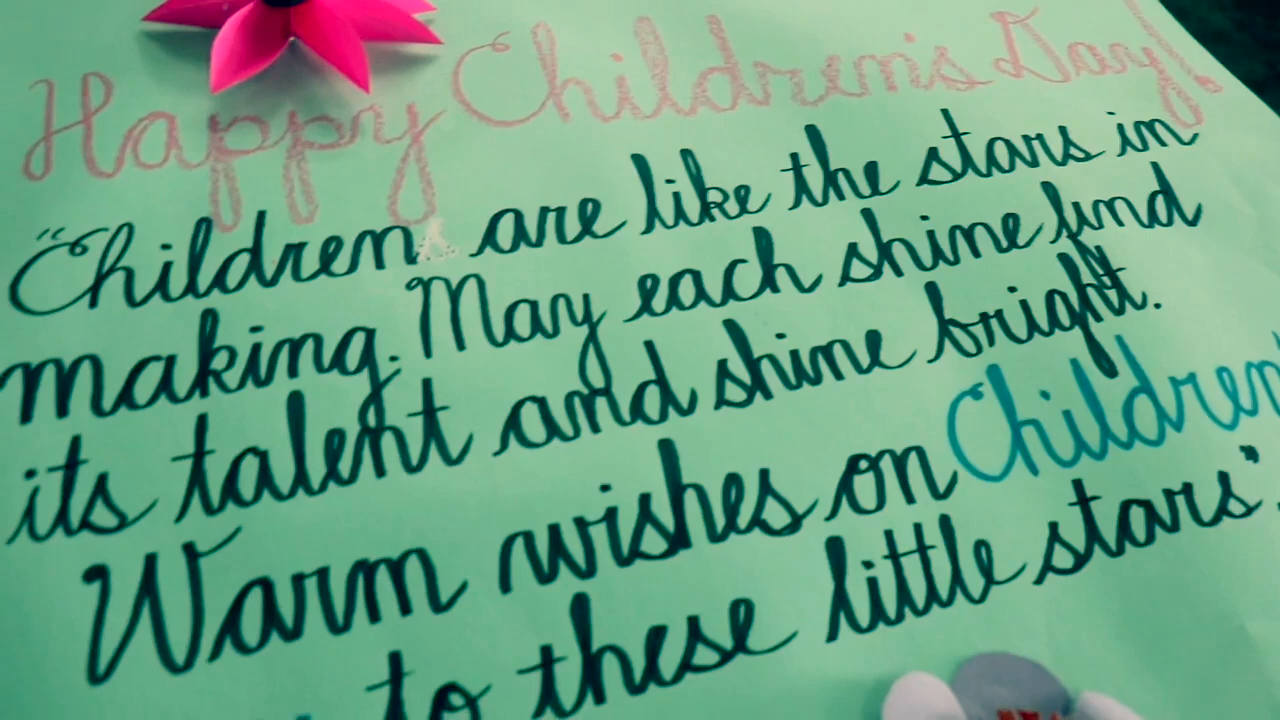 Happy Children's Day!
"Children are like the stars in
making. May each shine find
its talent and shine bright.
Warm wishes on Children'
to these little stars".